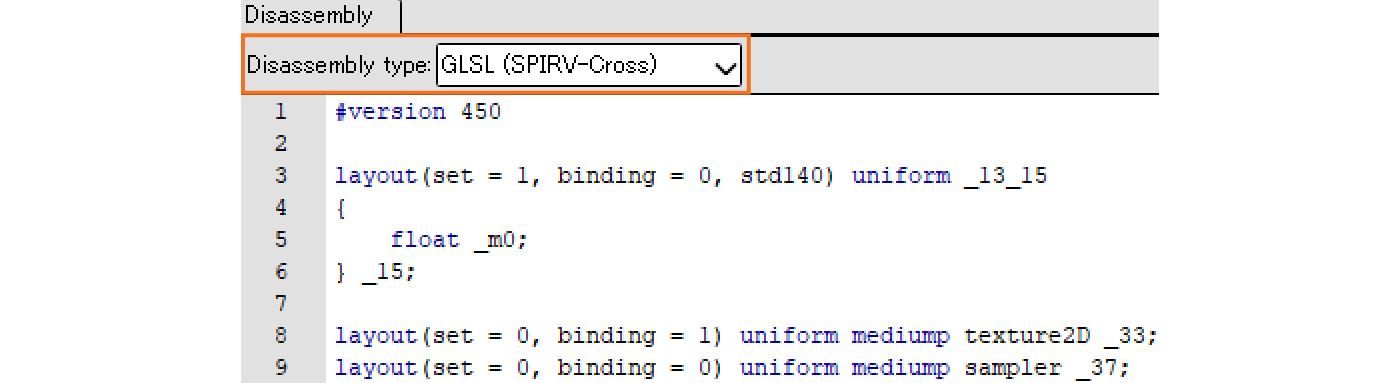 Disassembly
Disassembly type: GLSL (SPIRV-Cross)
1 #version 450
2
3 layout(set = 1, binding = 0, std140) uniform _13_15
4 {
5     float _m0;
6 } _15;
7
8 layout(set = 0, binding = 1) uniform mediump texture2D _33;
9 layout(set = 0, binding = 0) uniform mediump sampler _37;